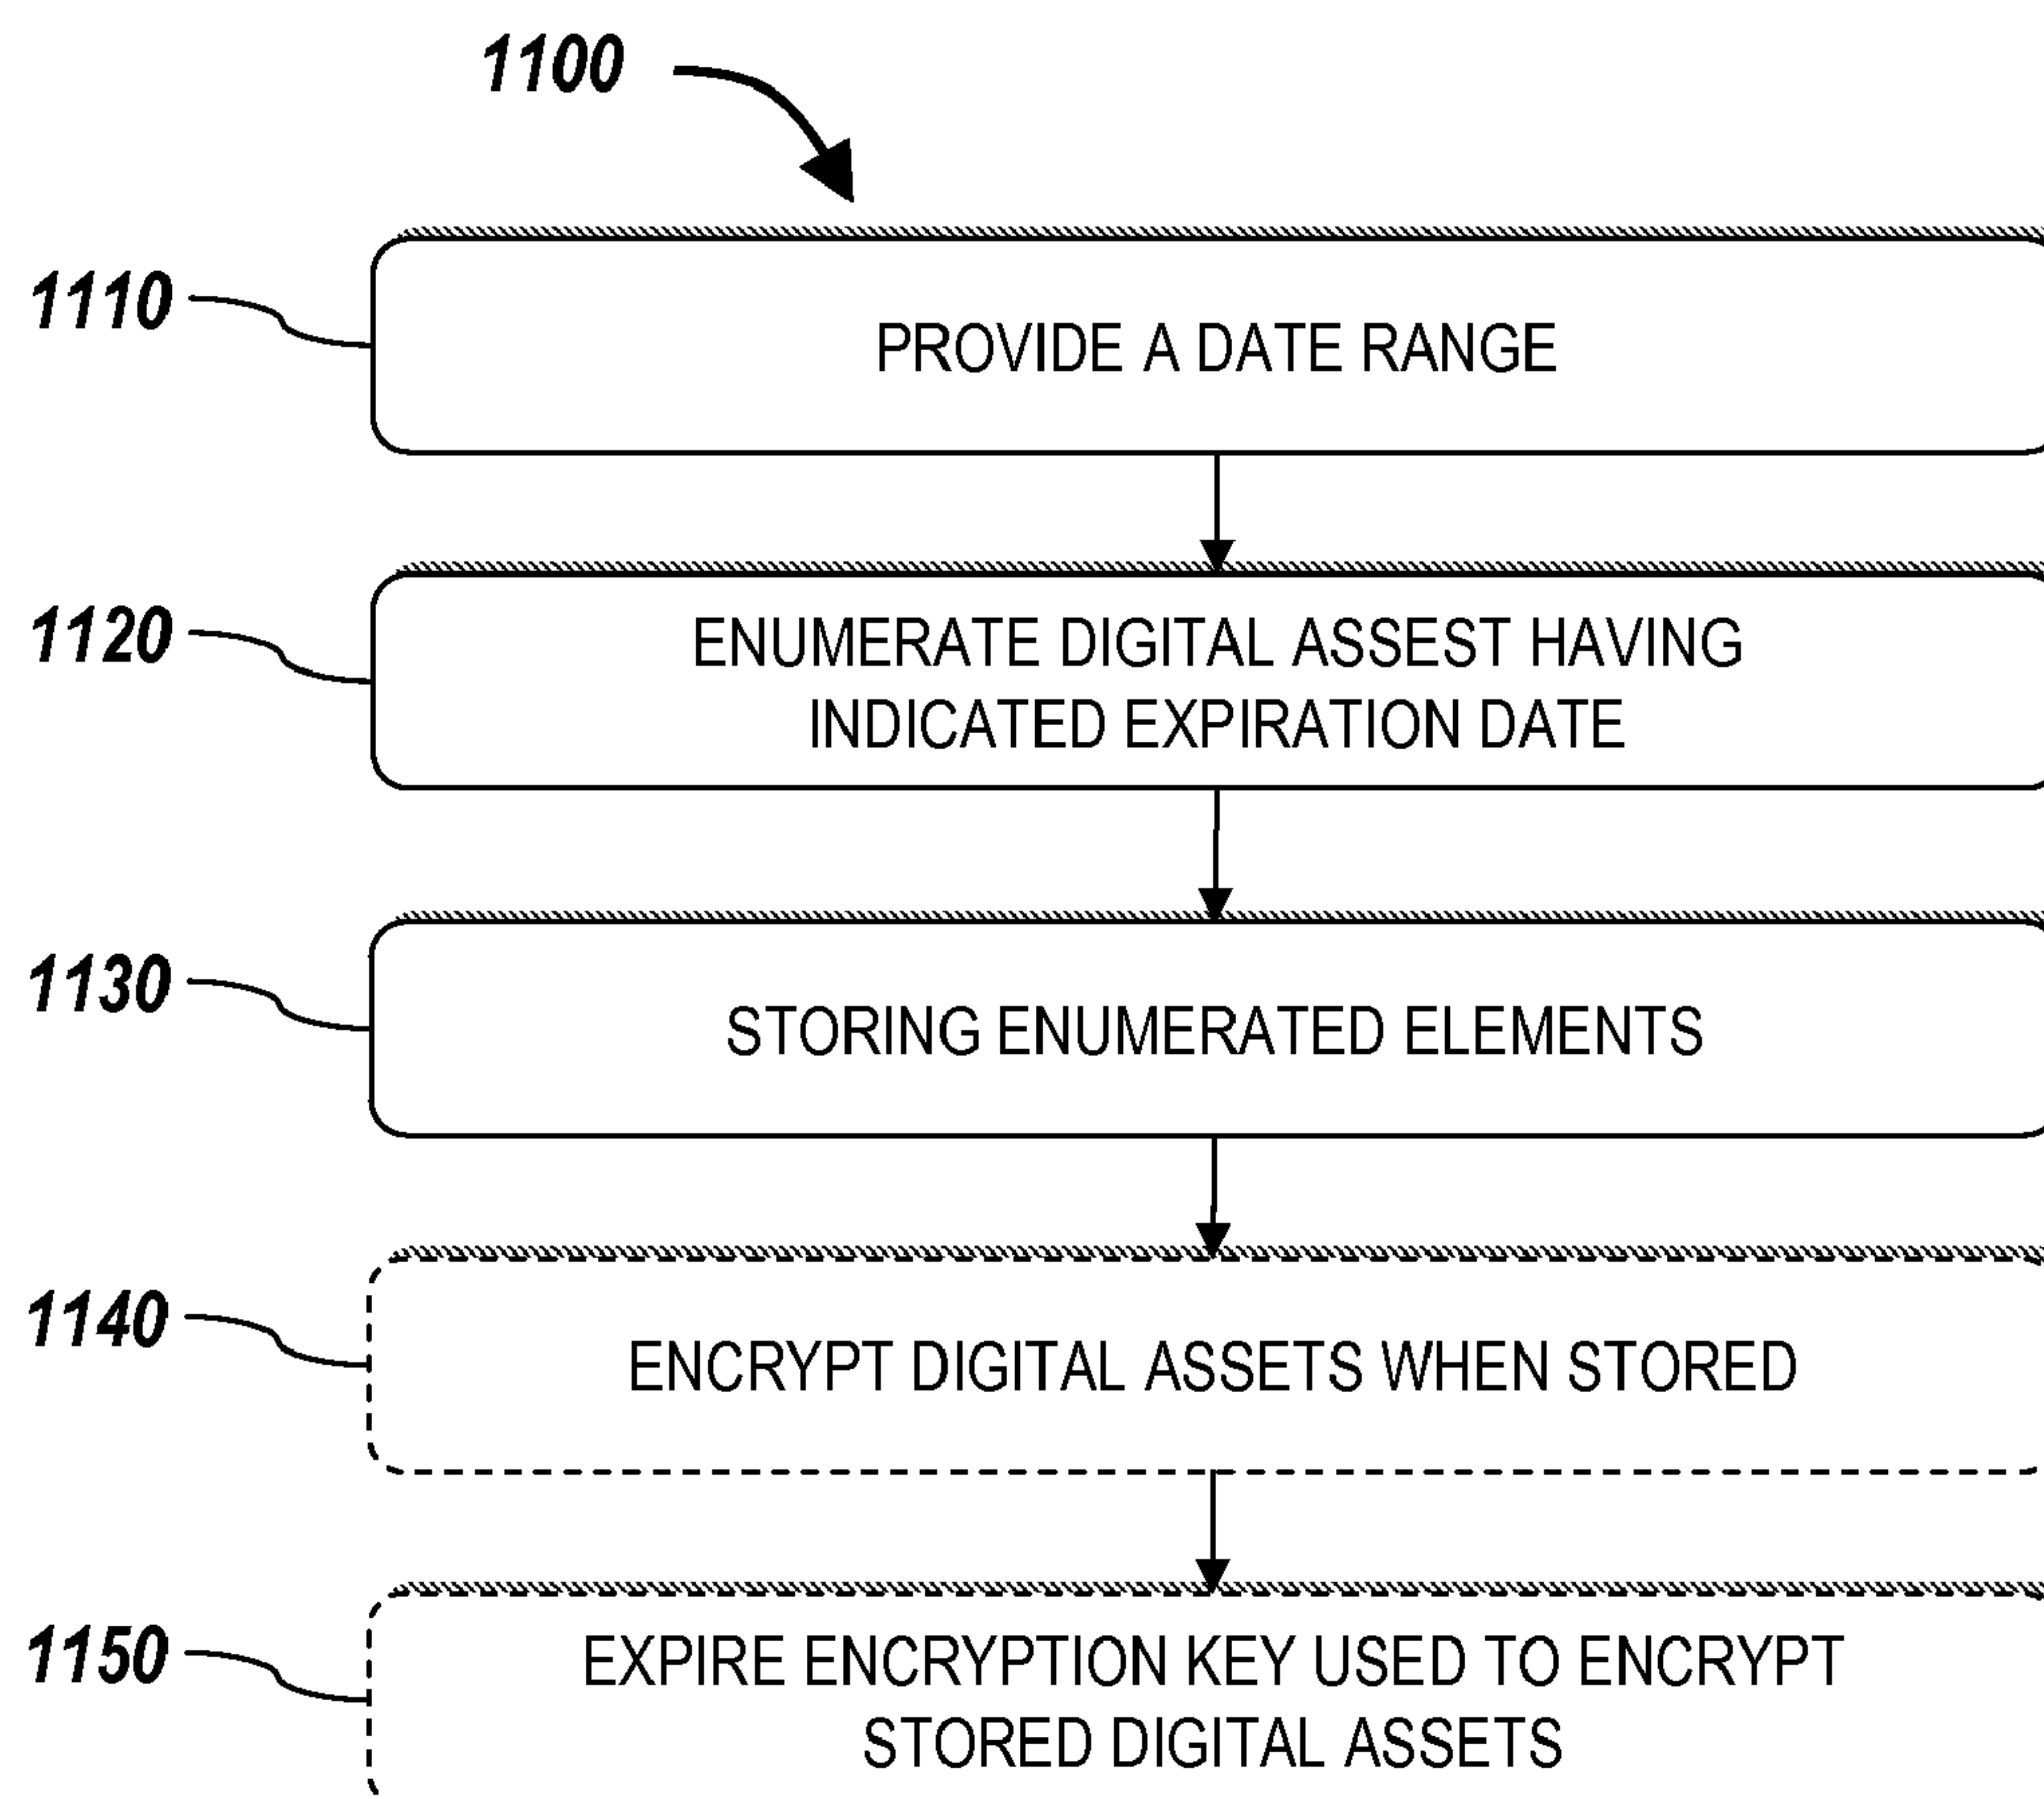 1100
1110
PROVIDE A DATE RANGE
1120
ENUMERATE DIGITAL ASSEST HAVING
INDICATED EXPIRATION DATE
1130
STORING ENUMERATED ELEMENTS
1140
ENCRYPT DIGITAL ASSETS WHEN STORED
1150
EXPIRE ENCRYPTION KEY USED TO ENCRYPT
STORED DIGITAL ASSETS